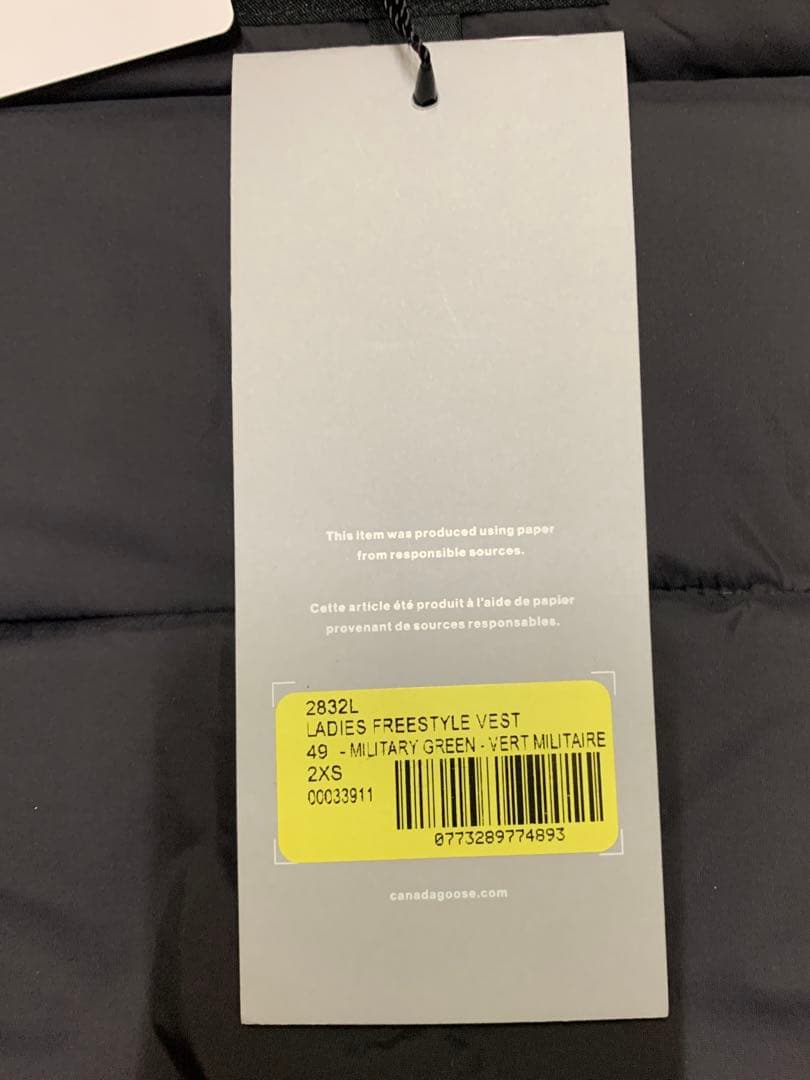 This item was produced using paper
from responsible sources.
Cette article été produit à l'aide de papier
provenant de sources responsables.
2832L
LADIES FREESTYLE VEST
49 - MILITARY GREEN - VERT MILITAIRE
2XS
00033911
0773289774893
canadagoose.com